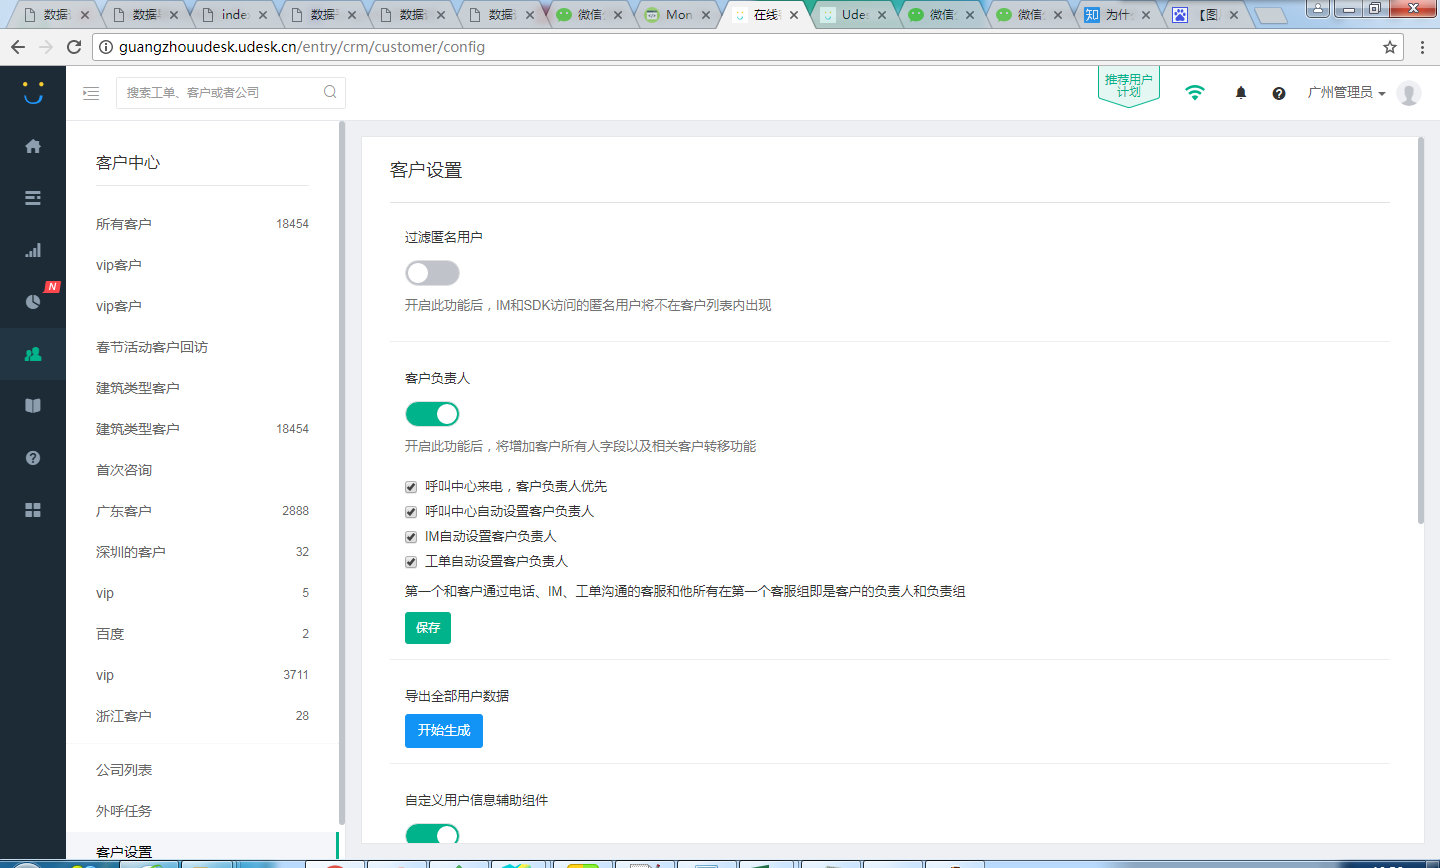 数据
数据
inde
数据
数据
数据
微信
Mon
在线
Udes
微信
微信
为什
【图
guangzhouudesk.udesk.cn/entry/crm/customer/config
搜索工单、客户或者公司
推荐用户
计划
广州管理员
N
客户中心
所有客户 18454
vip客户
vip客户
春节活动客户回访
建筑类型客户
建筑类型客户 18454
首次咨询
广东客户 2888
深圳的客户 32
vip 5
百度 2
vip 3711
浙江客户 28
公司列表
外呼任务
客户设置
客户设置
过滤匿名用户
开启此功能后，IM和SDK访问的匿名用户将不在客户列表内出现
客户负责人
开启此功能后，将增加客户所有人字段以及相关客户转移功能
呼叫中心来电，客户负责人优先
呼叫中心自动设置客户负责人
IM自动设置客户负责人
工单自动设置客户负责人
第一个和客户通过电话、IM、工单沟通的客服和他所有在第一个客服组即是客户的负责人和负责组
保存
导出全部用户数据
开始生成
自定义用户信息辅助组件